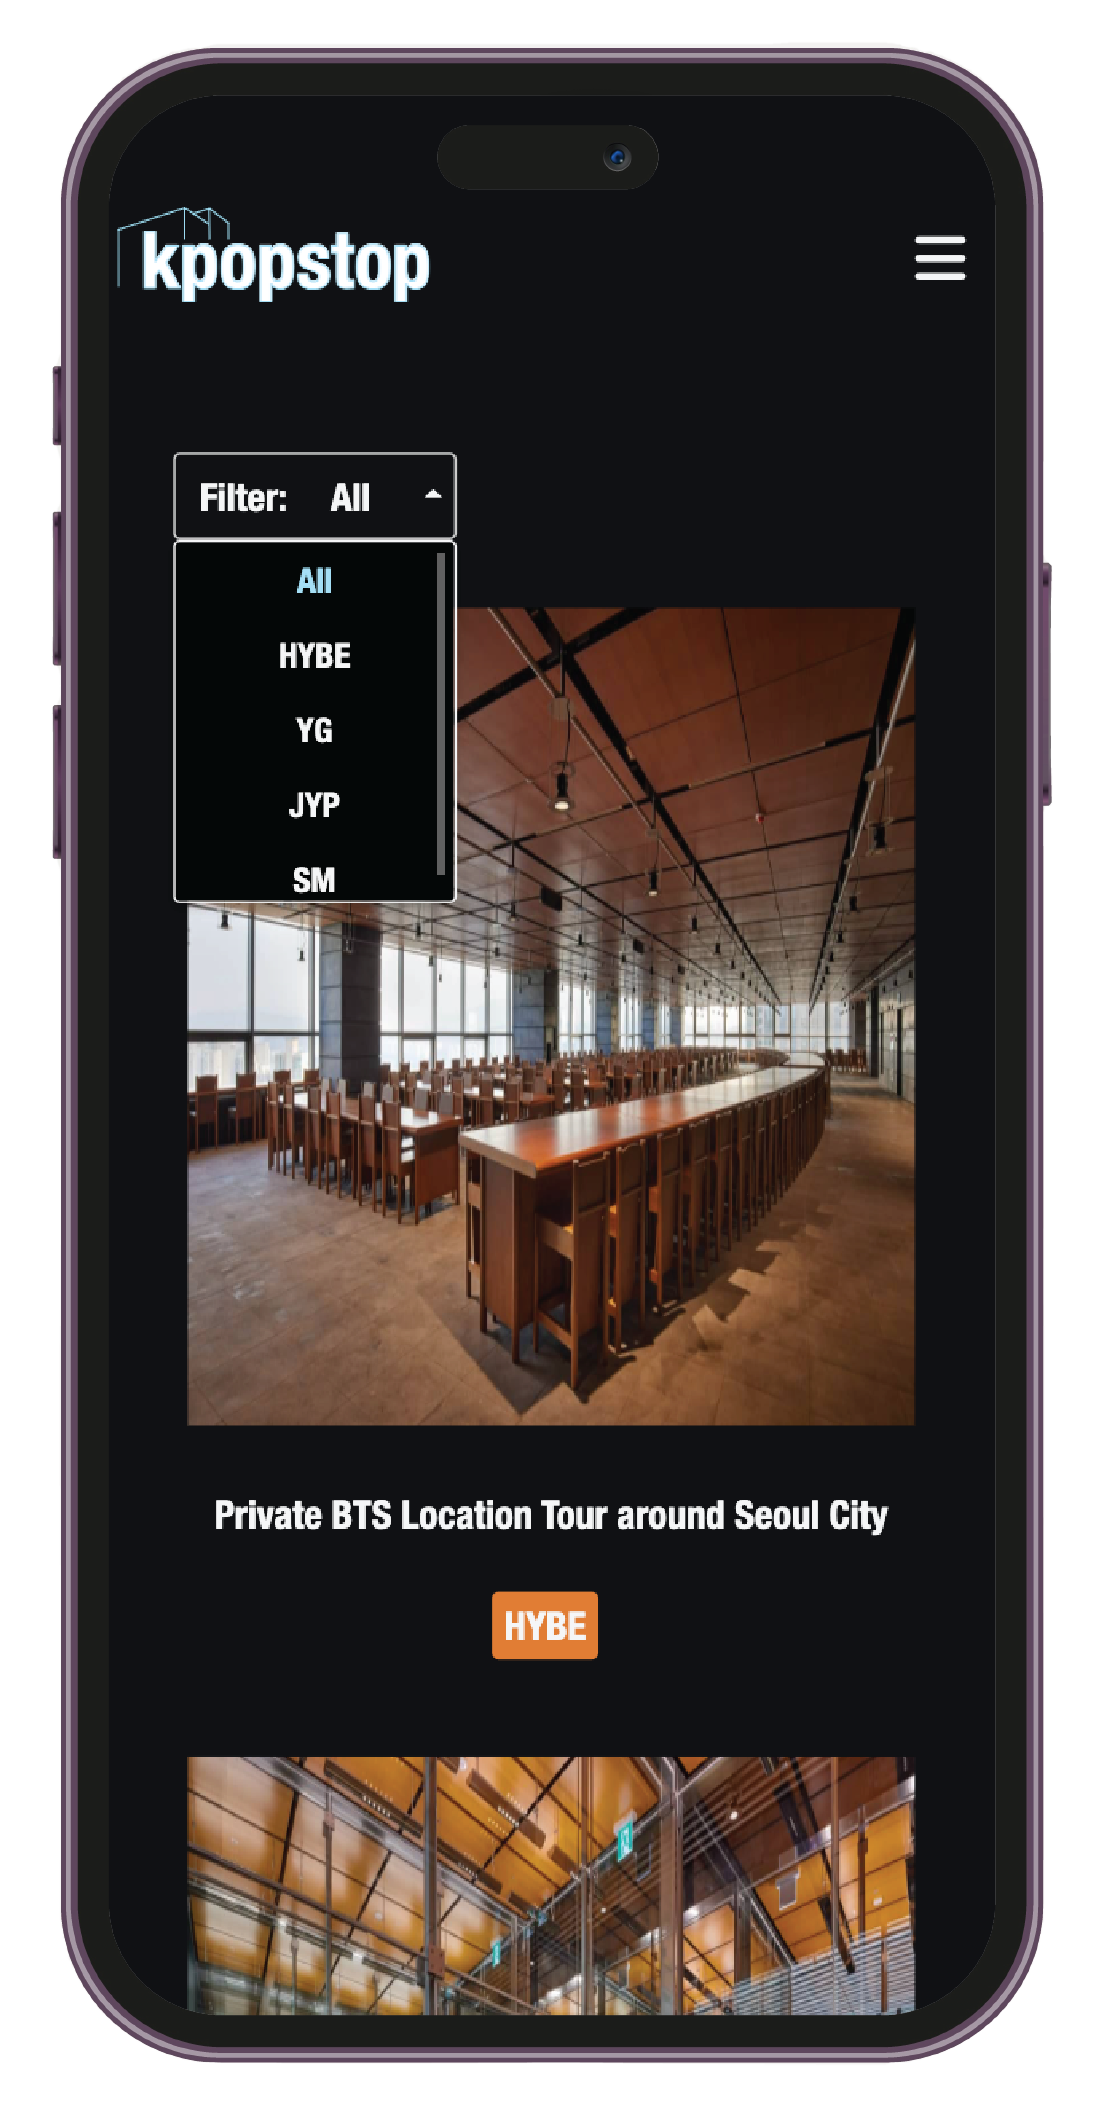 kpopstop
Filter: All
All
HYBE
YG
JYP
SM
Private BTS Location Tour around Seoul City
HYBE